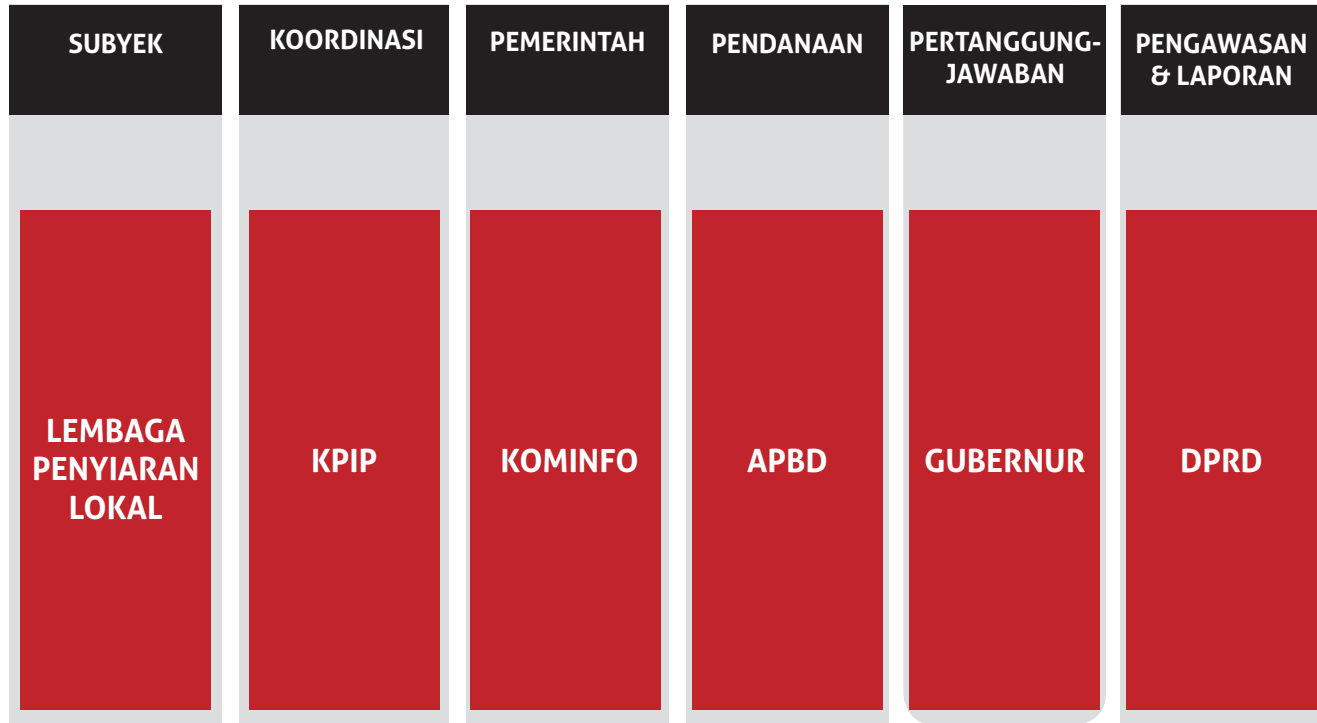 SUBYEK
KOORDINASI
PEMERINTAH
PENDANAAN
PERTANGGUNG-
JAWABAN
PENGAWASAN
& LAPORAN
LEMBAGA
PENYIARAN
LOKAL
KPIP
KOMINFO
APBD
GUBERNUR
DPRD